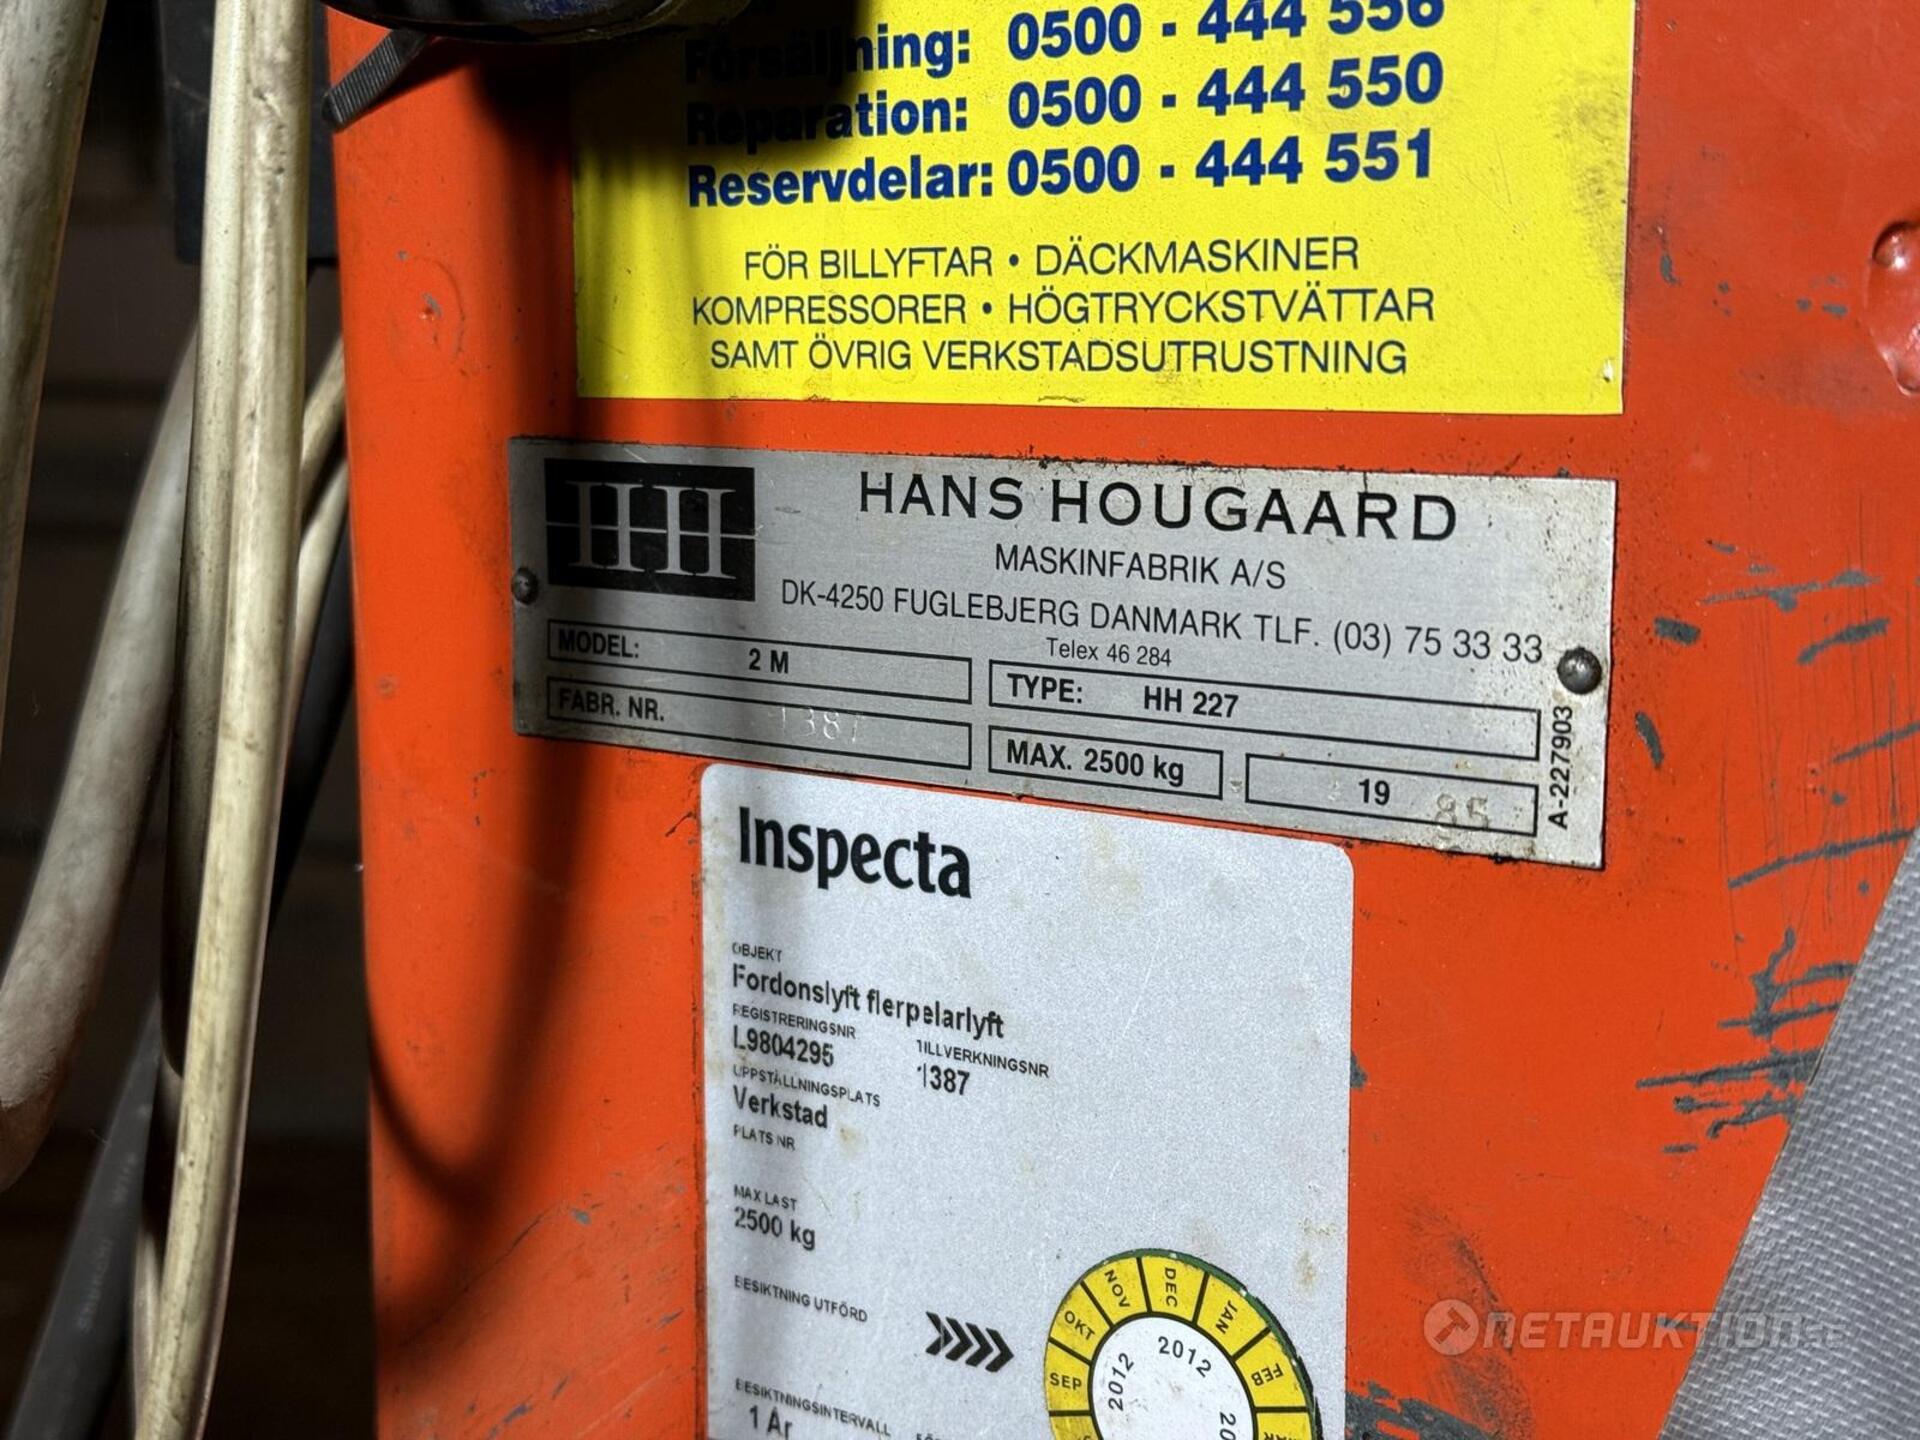 Försäljning: 0500 - 444 556
Reparation: 0500 - 444 550
Reservdelar: 0500 - 444 551
FÖR BILLYFTAR • DÄCKMASKINER
KOMPRESSORER • HÖGTRYCKSTVÄTTAR
SAMT ÖVRIG VERKSTADSUTRUSTNING
HH
HANS HOUGAARD
MASKINFABRIK A/S
DK-4250 FUGLEBJERG DANMARK TLF. (03) 75 33 33
Telex 46 284
MODEL: 2 M
TYPE: HH 227
FABR. NR. 1387
MAX. 2500 kg
19 85
A-227903
Inspecta
OBJEKT
Fordonslyft flerpelarlyft
REGISTRERINGSNR
L9804295
TILLVERKNINGSNR
1387
UPPSTÄLLNINGSPLATS
Verkstad
PLATS NR
MAX LAST
2500 kg
BESIKTNING UTFÖRD
BESIKTNINGSINTERVALL
1 År
SEP OKT NOV DEC JAN FEB
2012 2012
NETAUKTION.SE